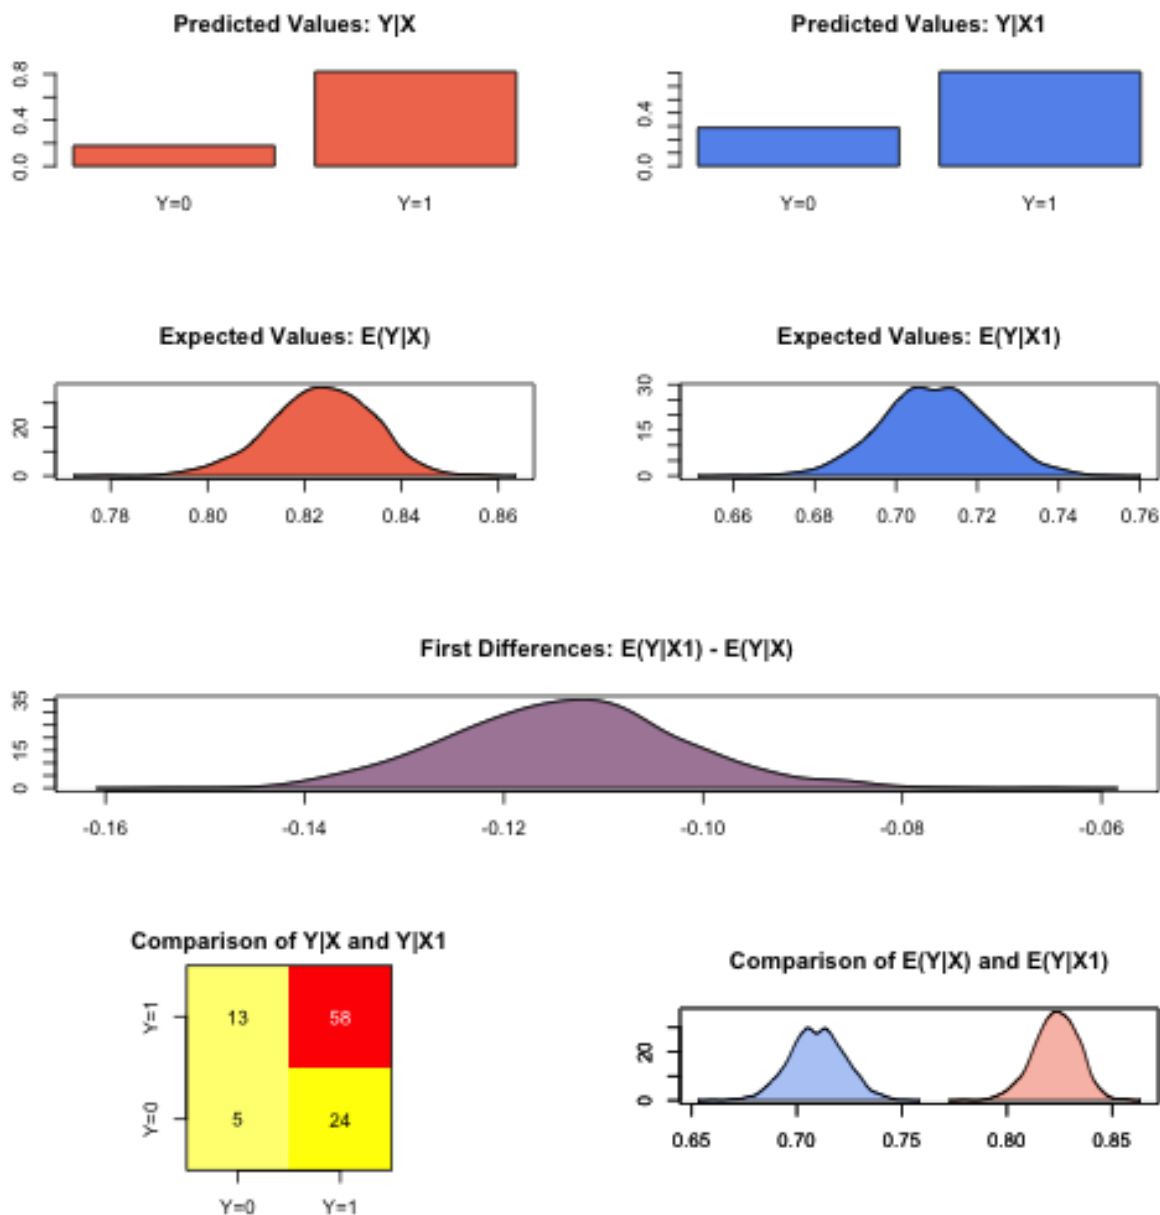 Predicted Values: Y|X
0.0 0.4 0.8
Y=0 Y=1
Predicted Values: Y|X1
0.0 0.4
Y=0 Y=1
Expected Values: E(Y|X)
0 20
0.78 0.80 0.82 0.84 0.86
Expected Values: E(Y|X1)
0 15 30
0.66 0.68 0.70 0.72 0.74 0.76
First Differences: E(Y|X1) - E(Y|X)
0 15 35
-0.16 -0.14 -0.12 -0.10 -0.08 -0.06
Comparison of Y|X and Y|X1
Y=1 13 58
Y=0 5 24
Y=0 Y=1
Comparison of E(Y|X) and E(Y|X1)
0 20
0.65 0.70 0.75 0.80 0.85